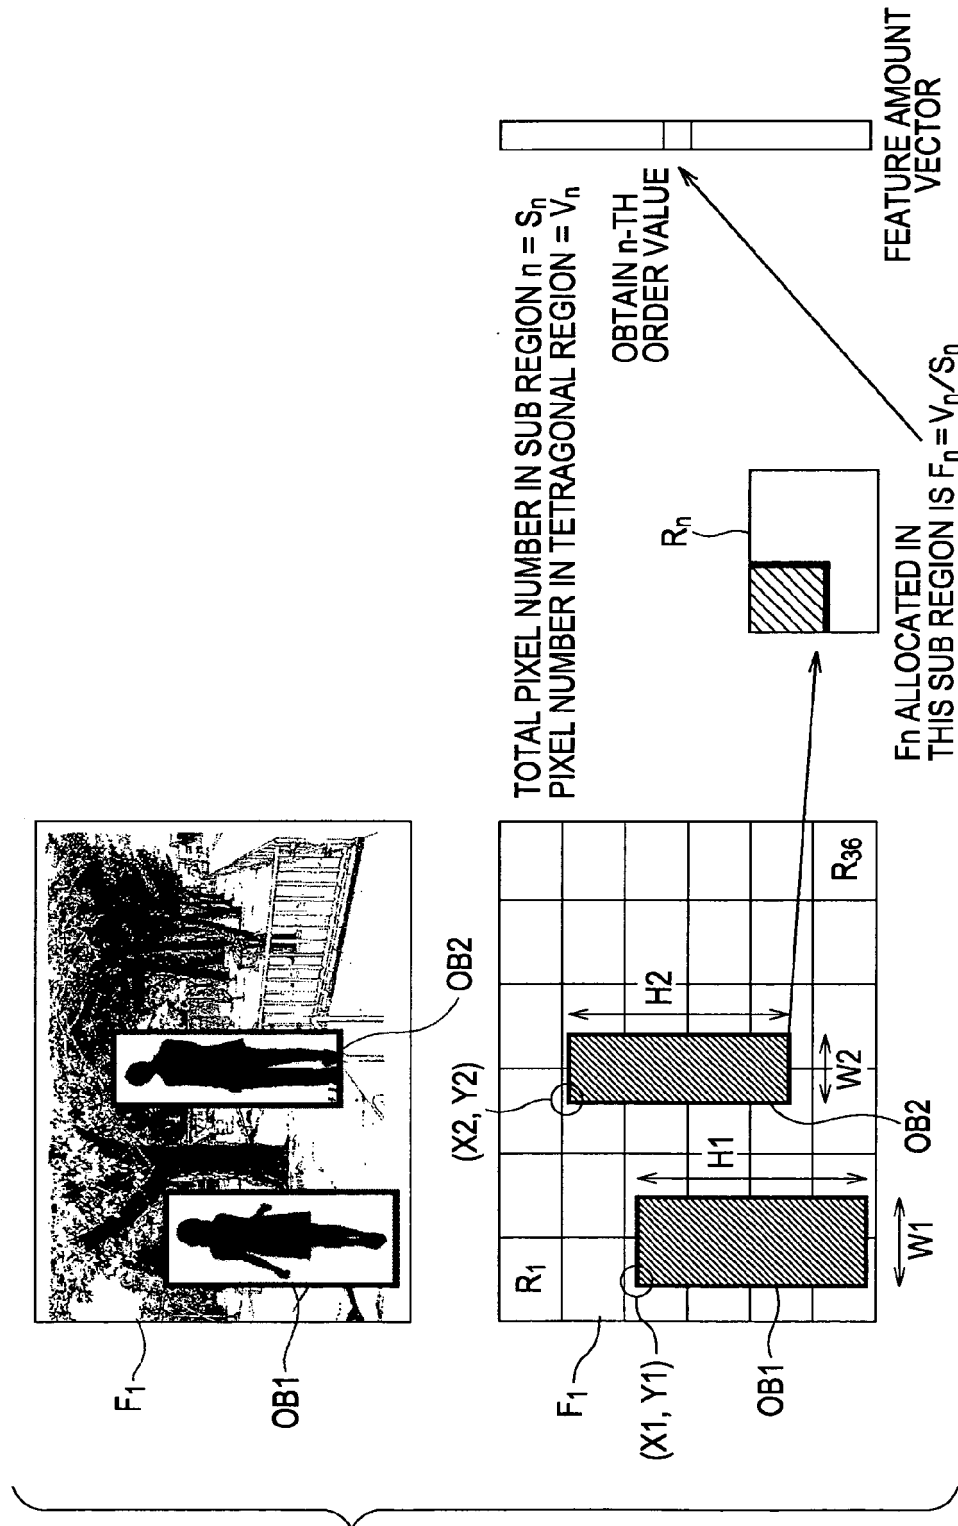 F1
OB1
OB2
F1
(X1, Y1)
OB1
R1
(X2, Y2)
H1
H2
W1
W2
OB2
R36
TOTAL PIXEL NUMBER IN SUB REGION n = Sn
PIXEL NUMBER IN TETRAGONAL REGION = Vn
Rn
Fn ALLOCATED IN
THIS SUB REGION IS Fn = Vn/Sn
OBTAIN n-TH
ORDER VALUE
FEATURE AMOUNT
VECTOR